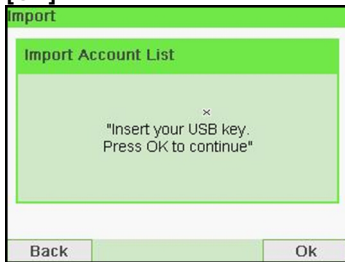 Import
Import Account List
"Insert your USB key.
Press OK to continue"
Back
Ok